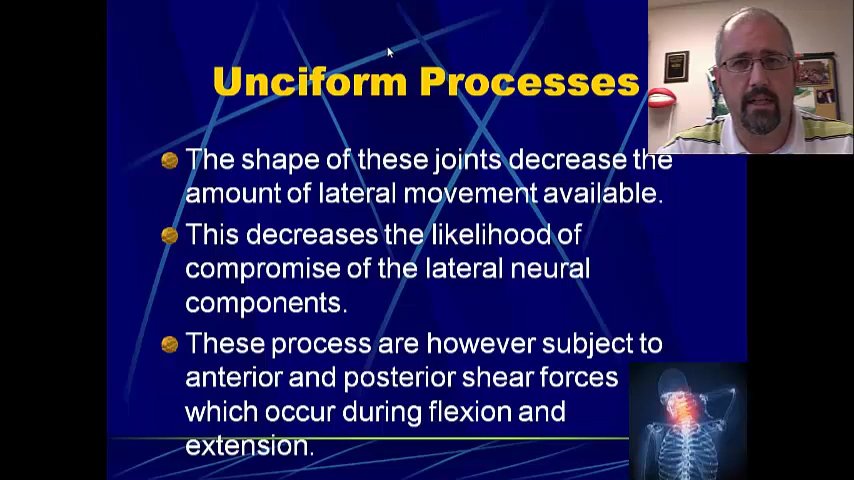 Unciform Processes
The shape of these joints decrease the
amount of lateral movement available.
This decreases the likelihood of
compromise of the lateral neural
components.
These process are however subject to
anterior and posterior shear forces
which occur during flexion and
extension.